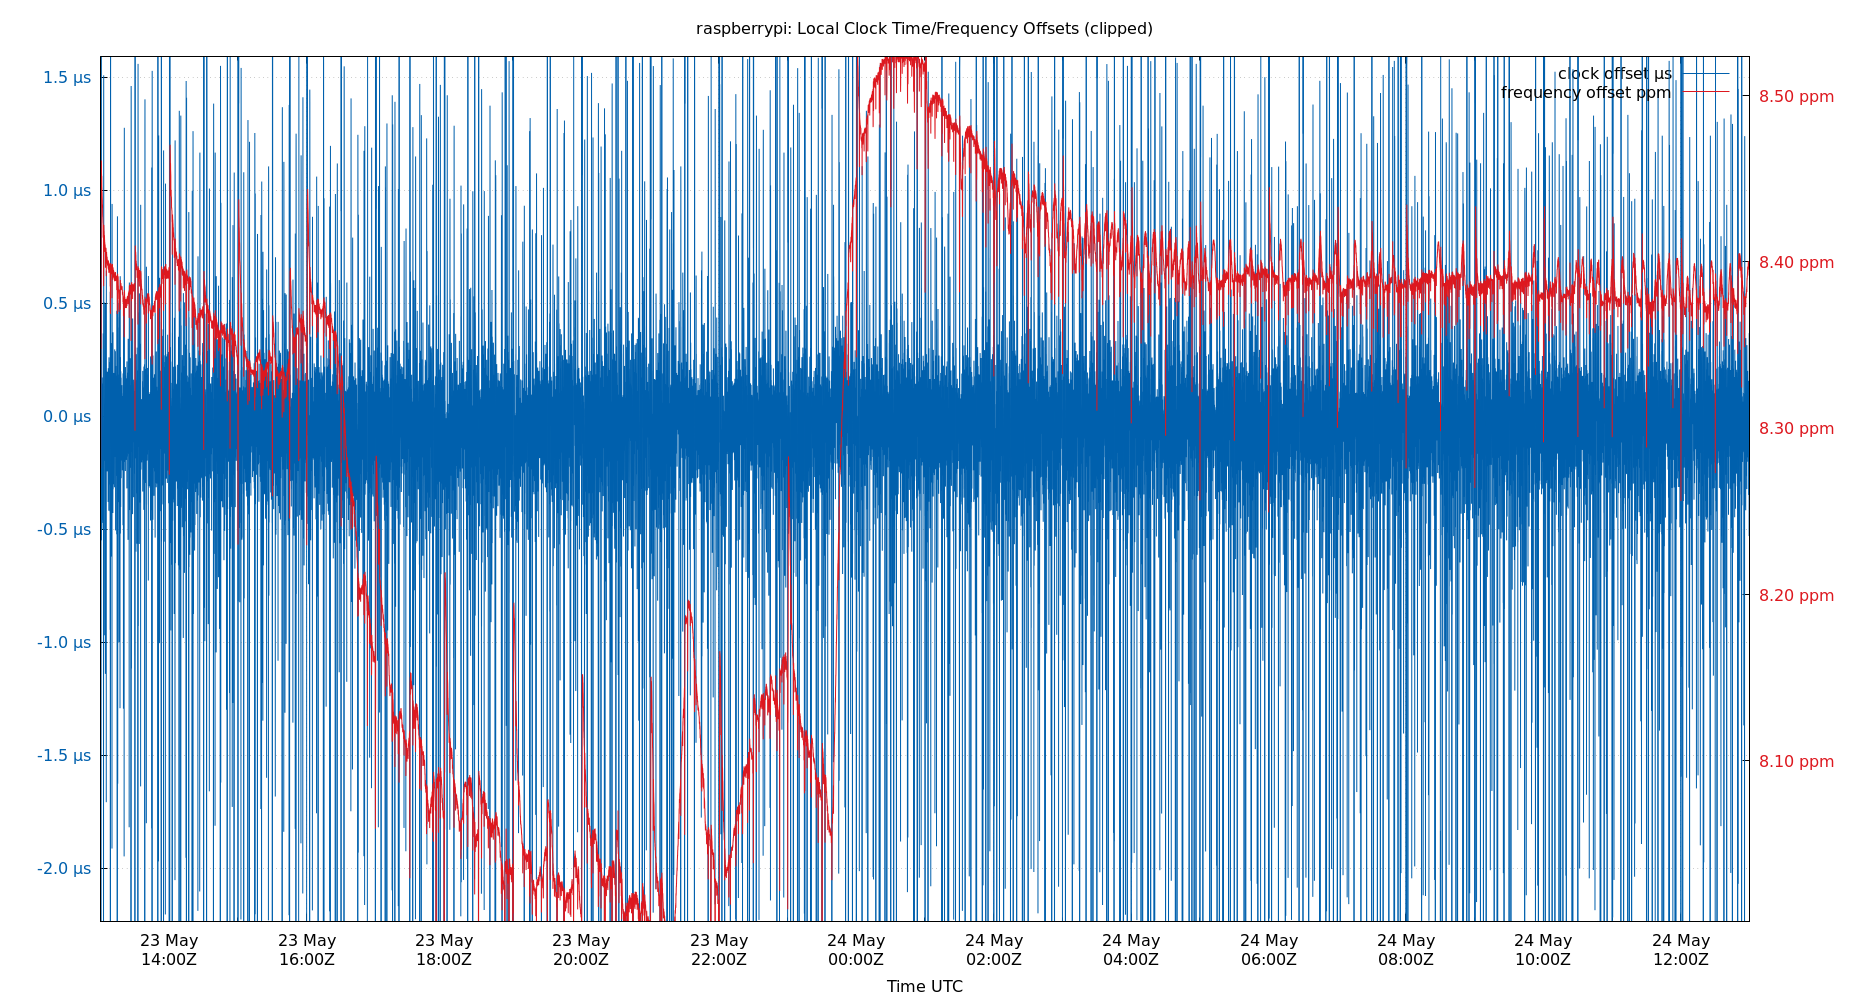 raspberrypi: Local Clock Time/Frequency Offsets (clipped)
clock offset µs
frequency offset ppm
1.5 µs
1.0 µs
0.5 µs
0.0 µs
-0.5 µs
-1.0 µs
-1.5 µs
-2.0 µs
8.50 ppm
8.40 ppm
8.30 ppm
8.20 ppm
8.10 ppm
23 May
14:00Z
23 May
16:00Z
23 May
18:00Z
23 May
20:00Z
23 May
22:00Z
24 May
00:00Z
24 May
02:00Z
24 May
04:00Z
24 May
06:00Z
24 May
08:00Z
24 May
10:00Z
24 May
12:00Z
Time UTC